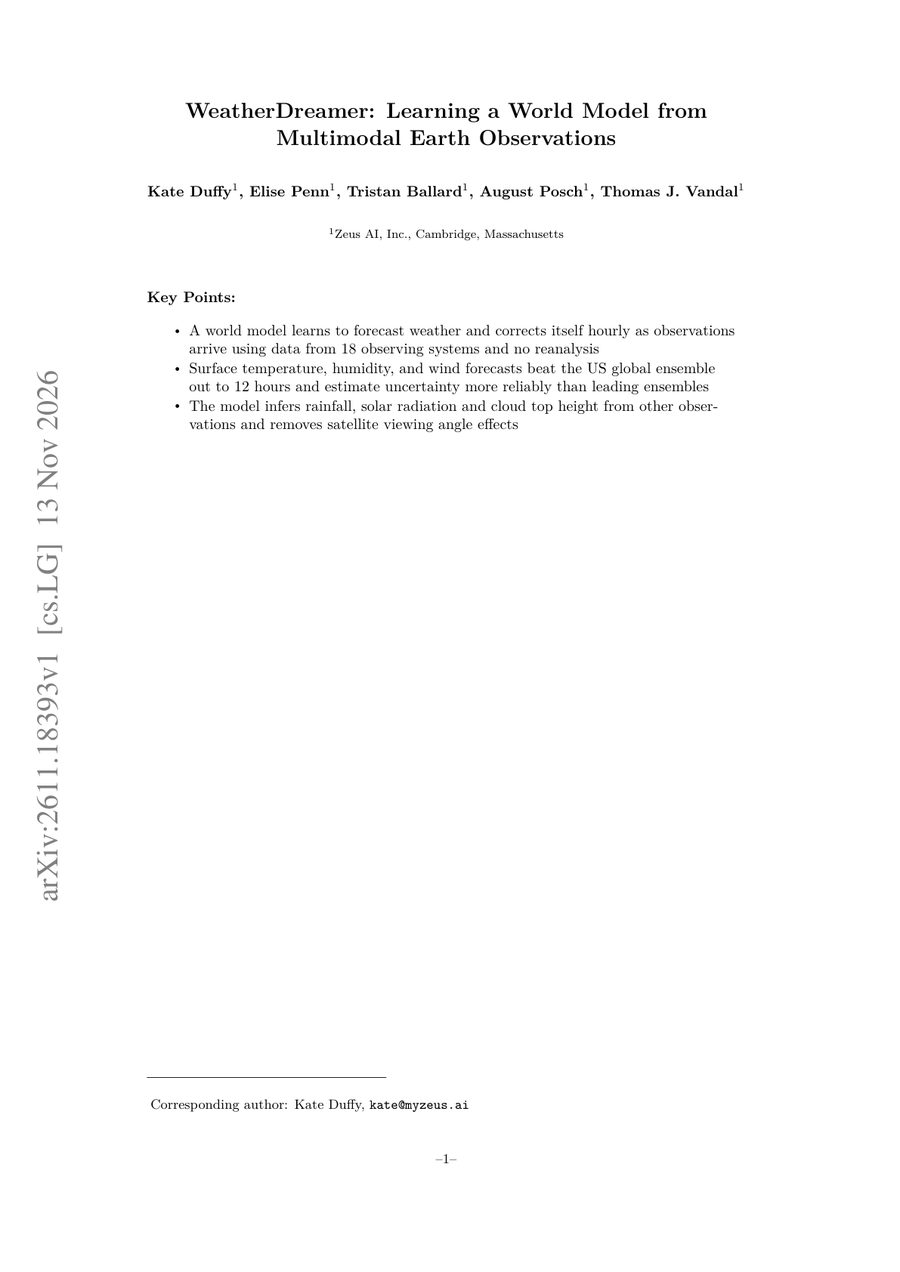 WeatherDreamer: Learning a World Model from
Multimodal Earth Observations
Kate Duffy¹, Elise Penn¹, Tristan Ballard¹, August Posch¹, Thomas J. Vandal¹
¹Zeus AI, Inc., Cambridge, Massachusetts
Key Points:
• A world model learns to forecast weather and corrects itself hourly as observations
arrive using data from 18 observing systems and no reanalysis
• Surface temperature, humidity, and wind forecasts beat the US global ensemble
out to 12 hours and estimate uncertainty more reliably than leading ensembles
• The model infers rainfall, solar radiation and cloud top height from other obser-
vations and removes satellite viewing angle effects
arXiv:2611.18393v1 [cs.LG] 13 Nov 2026
Corresponding author: Kate Duffy, kate@myzeus.ai
–1–